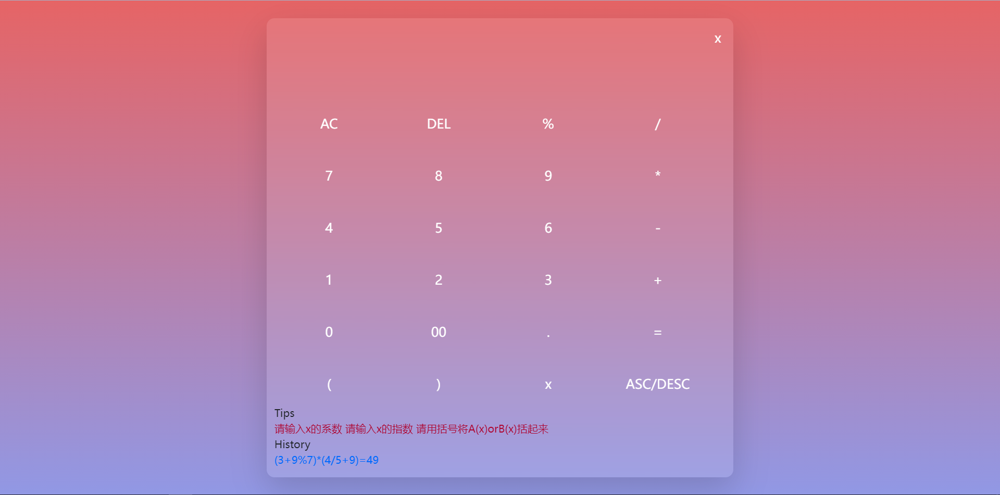 x
AC DEL % /
7 8 9 *
4 5 6 -
1 2 3 +
0 00 . =
( ) x ASC/DESC
Tips
请输入x的系数 请输入x的指数 请用括号将A(x)orB(x)括起来
History
(3+9%7)*(4/5+9)=49